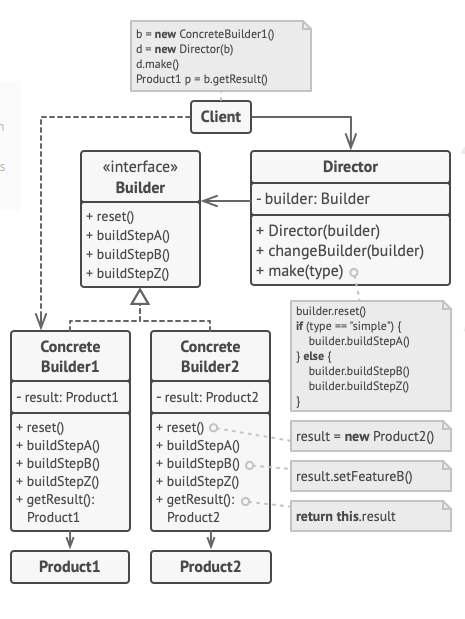 b = new ConcreteBuilder1()
d = new Director(b)
d.make()
Product1 p = b.getResult()
Client
«interface»
Builder
+ reset()
+ buildStepA()
+ buildStepB()
+ buildStepZ()
Director
- builder: Builder
+ Director(builder)
+ changeBuilder(builder)
+ make(type)
builder.reset()
if (type == "simple") {
builder.buildStepA()
} else {
builder.buildStepB()
builder.buildStepZ()
}
Concrete
Builder1
- result: Product1
+ reset()
+ buildStepA()
+ buildStepB()
+ buildStepZ()
+ getResult():
Product1
Concrete
Builder2
- result: Product2
+ reset()
+ buildStepA()
+ buildStepB()
+ buildStepZ()
+ getResult():
Product2
result = new Product2()
result.setFeatureB()
return this.result
Product1
Product2